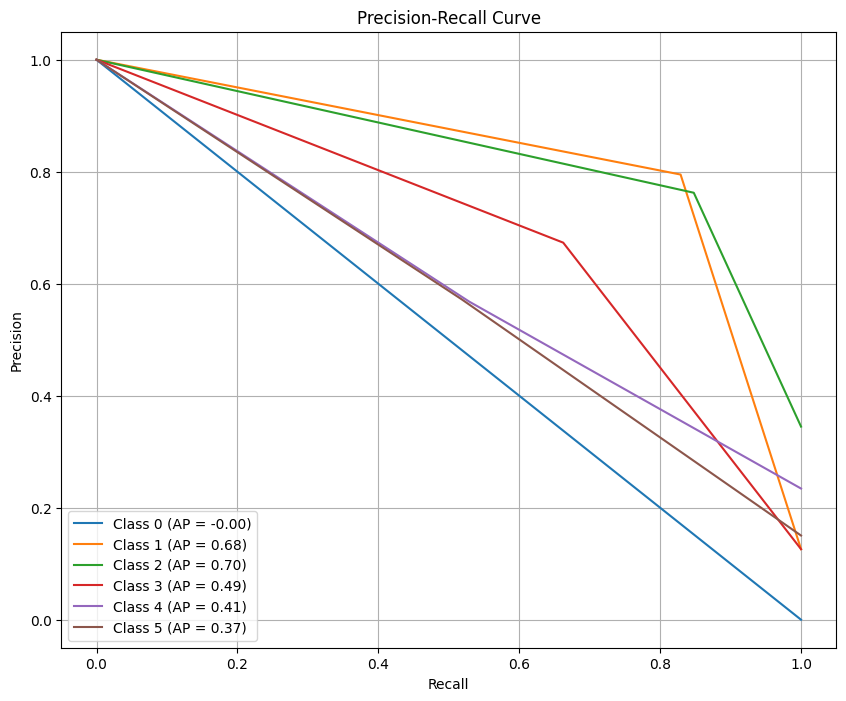 Precision-Recall Curve
Precision
1.0
0.8
0.6
0.4
0.2
0.0
Class 0 (AP = -0.00)
Class 1 (AP = 0.68)
Class 2 (AP = 0.70)
Class 3 (AP = 0.49)
Class 4 (AP = 0.41)
Class 5 (AP = 0.37)
0.0 0.2 0.4 0.6 0.8 1.0
Recall